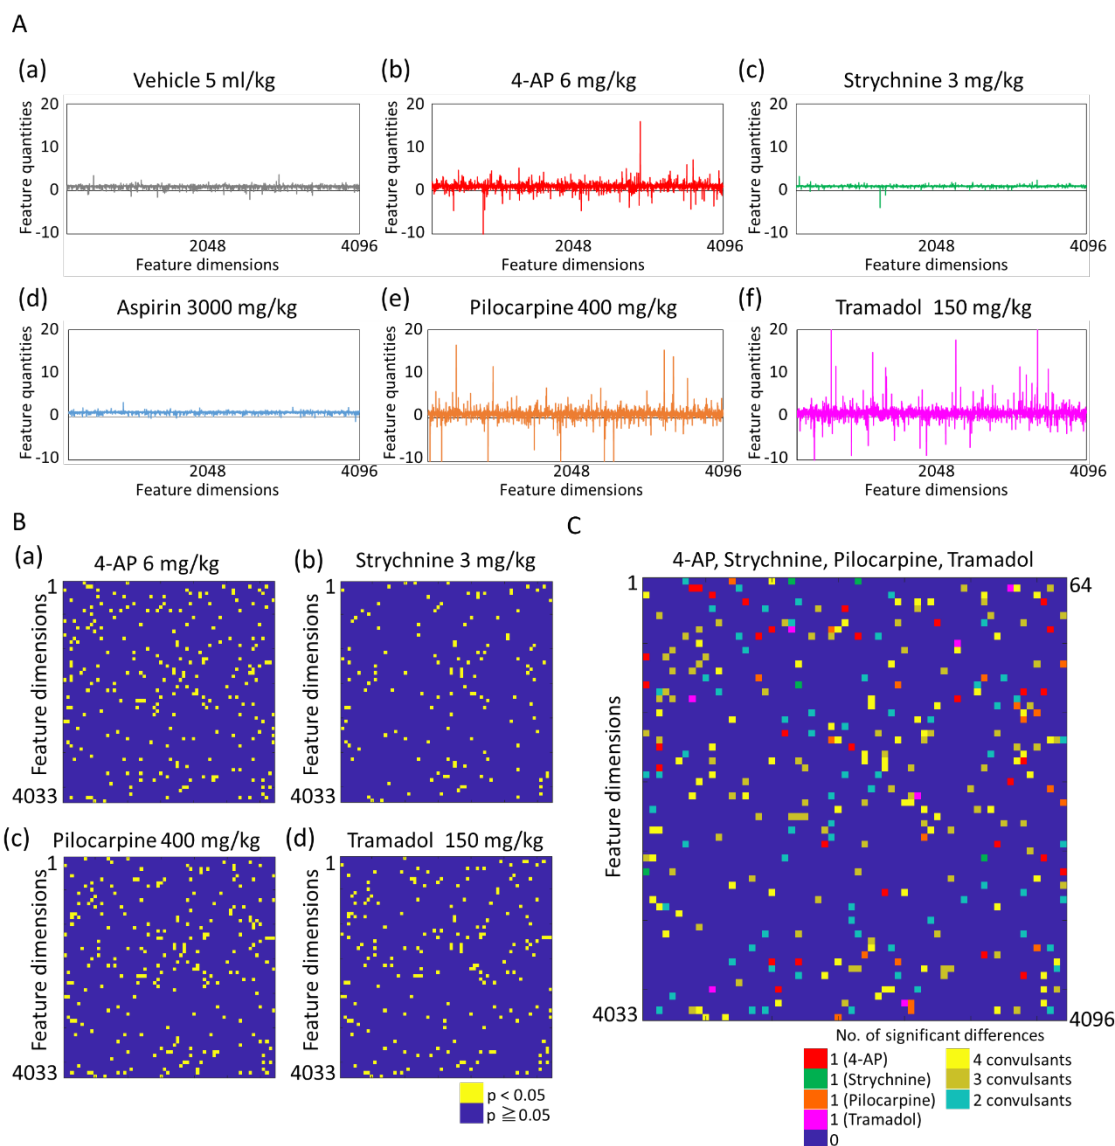 A
(a) Vehicle 5 ml/kg
20
10
0
-10
Feature quantities
2048
4096
Feature dimensions
(b) 4-AP 6 mg/kg
20
10
0
-10
Feature quantities
2048
4096
Feature dimensions
(c) Strychnine 3 mg/kg
20
10
0
-10
Feature quantities
2048
4096
Feature dimensions
(d) Aspirin 3000 mg/kg
20
10
0
-10
Feature quantities
2048
4096
Feature dimensions
(e) Pilocarpine 400 mg/kg
20
10
0
-10
Feature quantities
2048
4096
Feature dimensions
(f) Tramadol 150 mg/kg
20
10
0
-10
Feature quantities
2048
4096
Feature dimensions
B
(a) 4-AP 6 mg/kg
1
Feature dimensions
4033
(b) Strychnine 3 mg/kg
1
Feature dimensions
4033
(c) Pilocarpine 400 mg/kg
1
Feature dimensions
4033
(d) Tramadol 150 mg/kg
1
Feature dimensions
4033
p < 0.05
p ≧ 0.05
C
4-AP, Strychnine, Pilocarpine, Tramadol
1
64
Feature dimensions
4033
4096
No. of significant differences
1 (4-AP)
1 (Strychnine)
1 (Pilocarpine)
1 (Tramadol)
0
4 convulsants
3 convulsants
2 convulsants